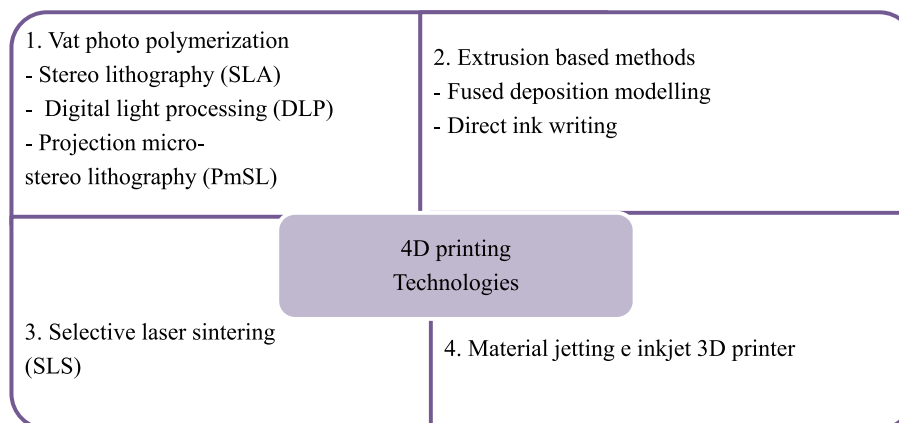 1. Vat photo polymerization
- Stereo lithography (SLA)
-  Digital light processing (DLP)
- Projection micro-
stereo lithography (PmSL)
2. Extrusion based methods
- Fused deposition modelling
- Direct ink writing
4D printing
Technologies
3. Selective laser sintering
(SLS)
4. Material jetting e inkjet 3D printer